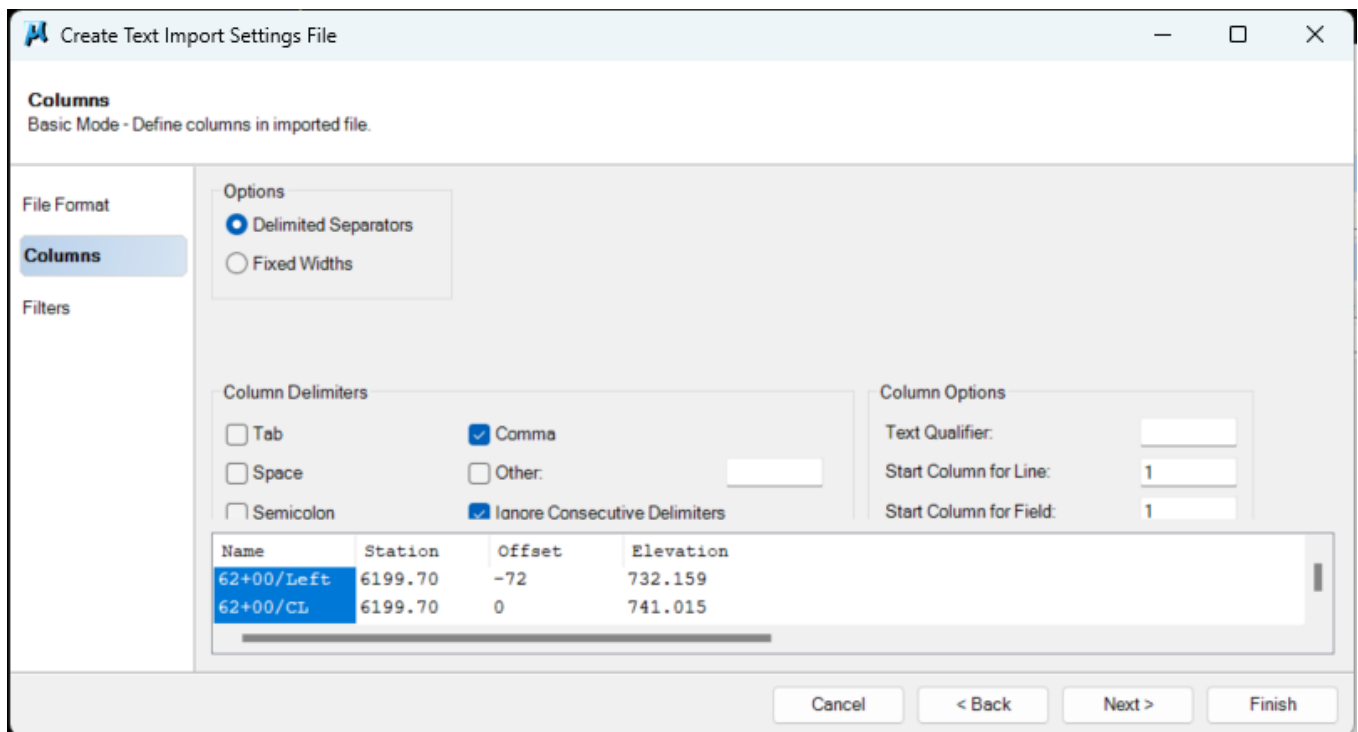 Create Text Import Settings File
Columns
Basic Mode - Define columns in imported file.
File Format
Columns
Filters
Options
Delimited Separators
Fixed Widths
Column Delimiters
Tab
Comma
Space
Other:
Semicolon
Ignore Consecutive Delimiters
Column Options
Text Qualifier:
Start Column for Line: 1
Start Column for Field: 1
Name Station Offset Elevation
62+00/Left 6199.70 -72 732.159
62+00/CL 6199.70 0 741.015
Cancel < Back Next > Finish